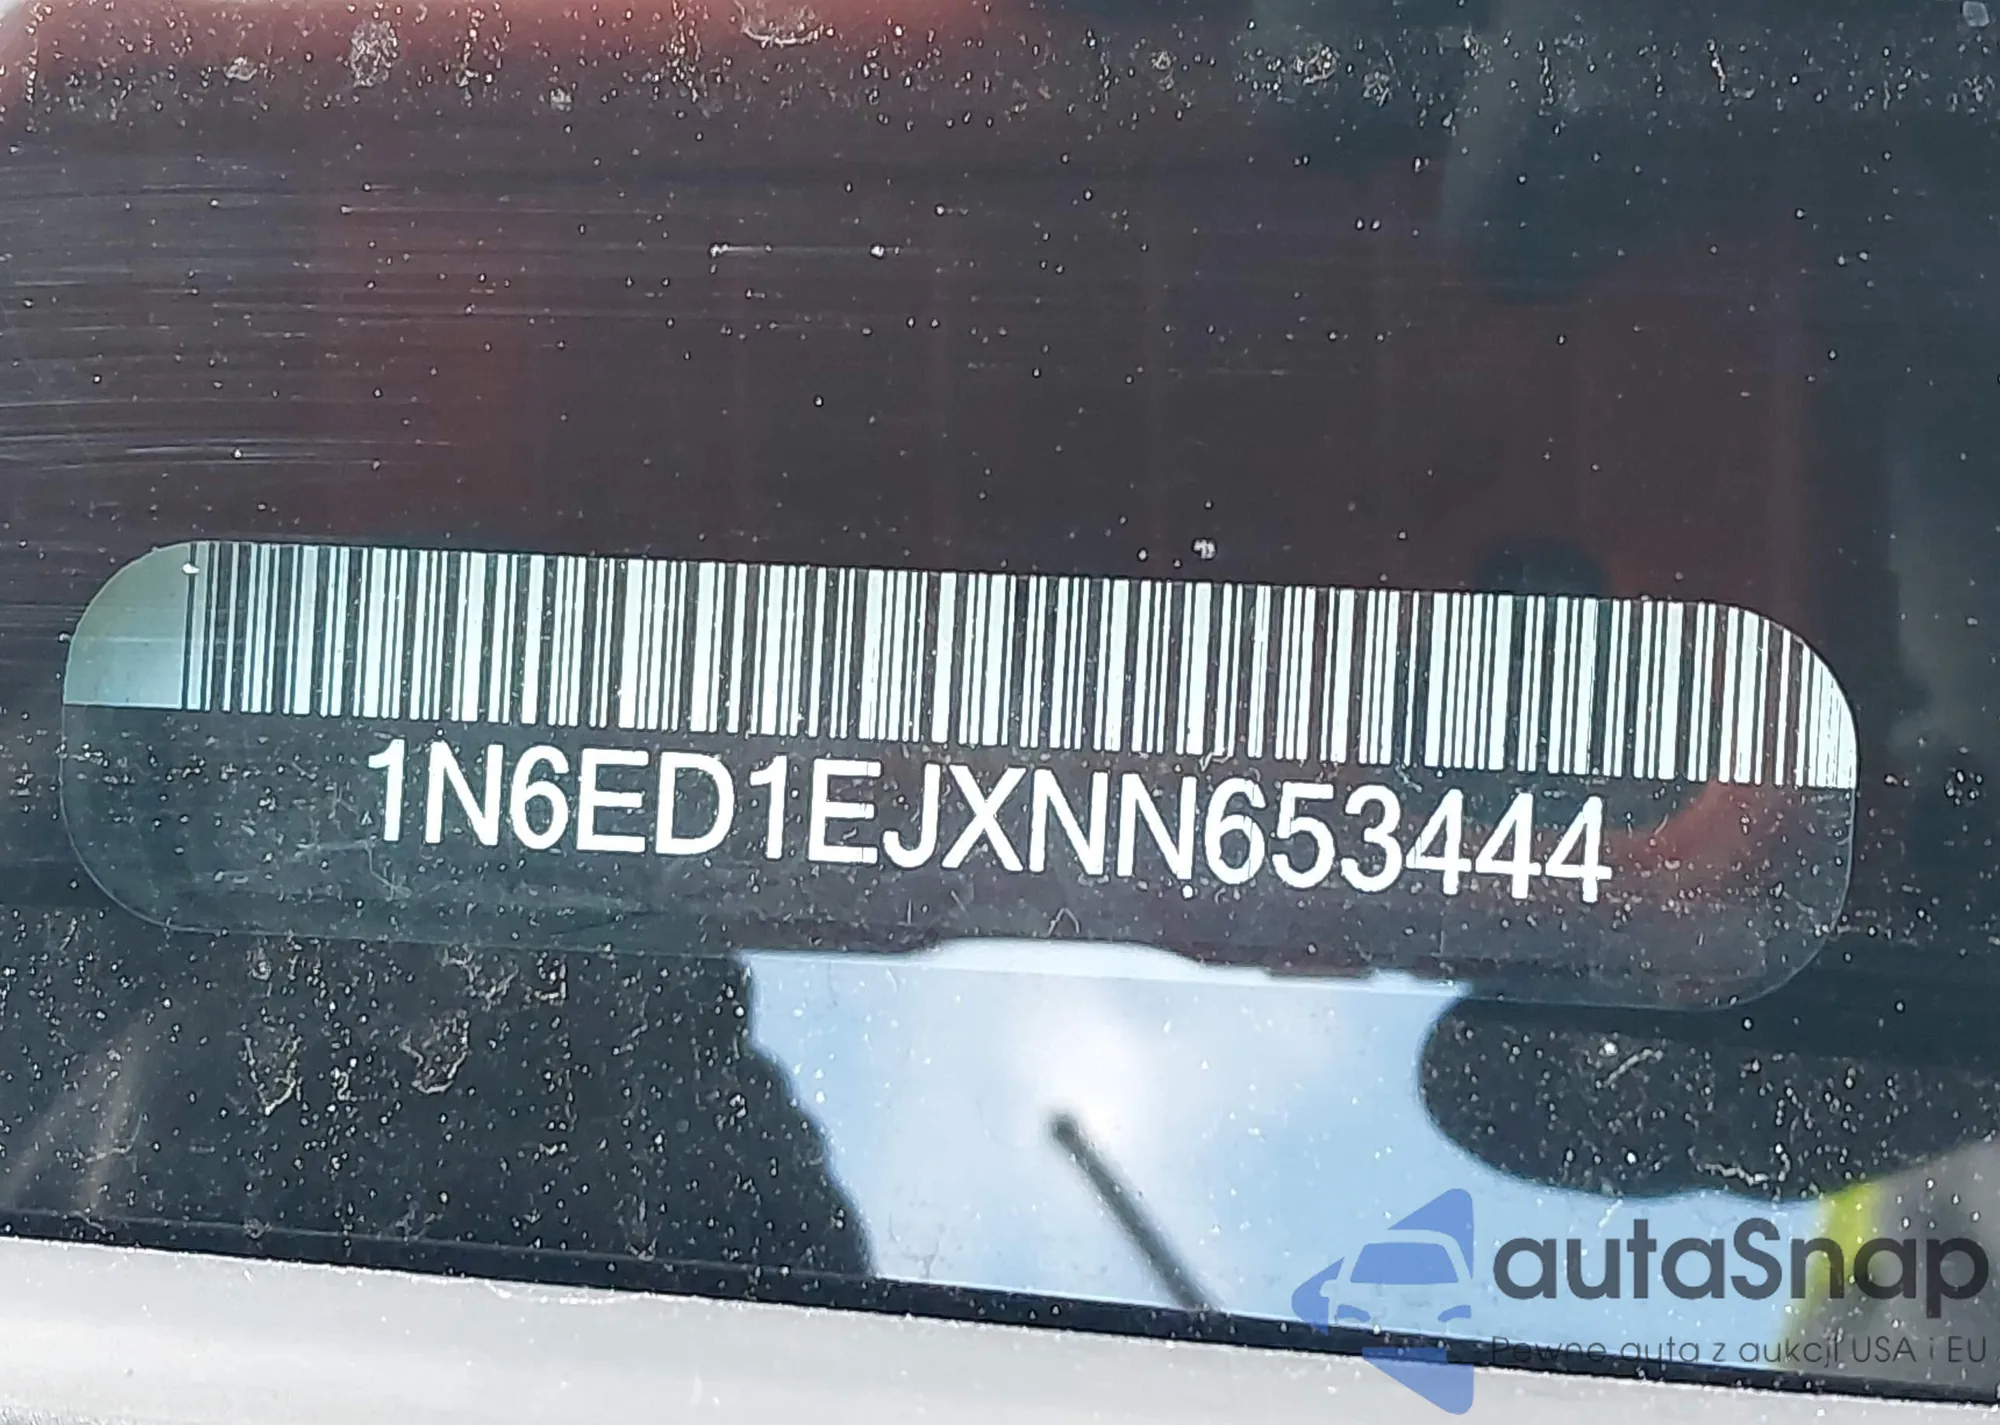 1N6ED1EJXNN653444
autaSnap
Pewne auta z aukcji USA i EU